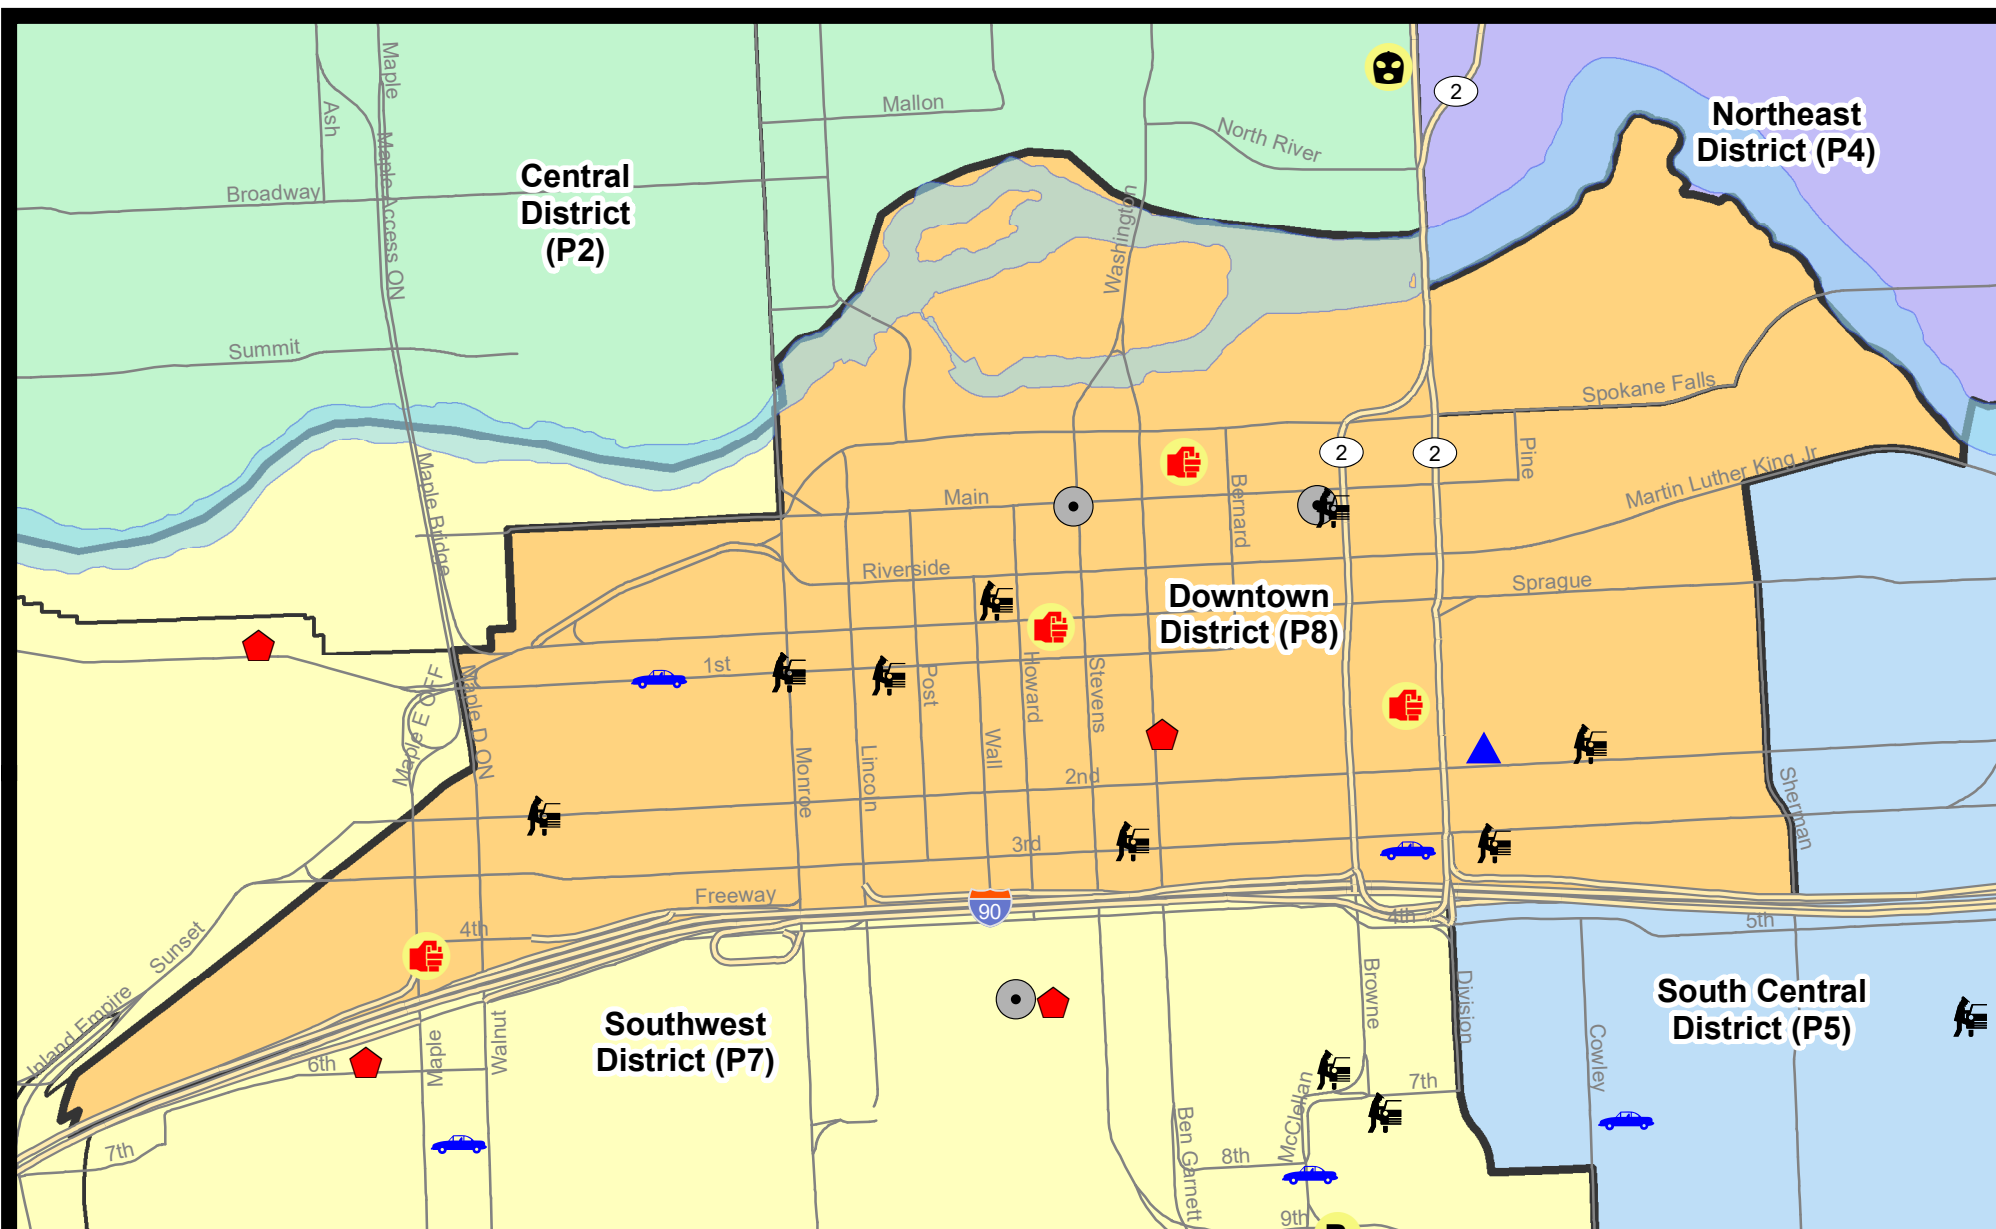 Maple
2
Ash
Mallon
Northeast
District (P4)
North River
Maple Access ON
Central
District
(P2)
Broadway
Washington
Summit
Spokane Falls
2
2
Pine
Maple Bridge
Main
Bernard
Martin Luther King Jr
Riverside
Sprague
Downtown
District (P8)
1st
Post
Howard
Stevens
Maple E OFF
Maple D ON
Monroe
Lincoln
Wall
2nd
Sherman
3rd
Freeway
90
4th
4th
5th
Sunset
Inland Empire
Southwest
District (P7)
South Central
District (P5)
Browne
Division
Cowley
6th
Maple
Walnut
7th
7th
McClellan
Ben Garnett
8th
9th